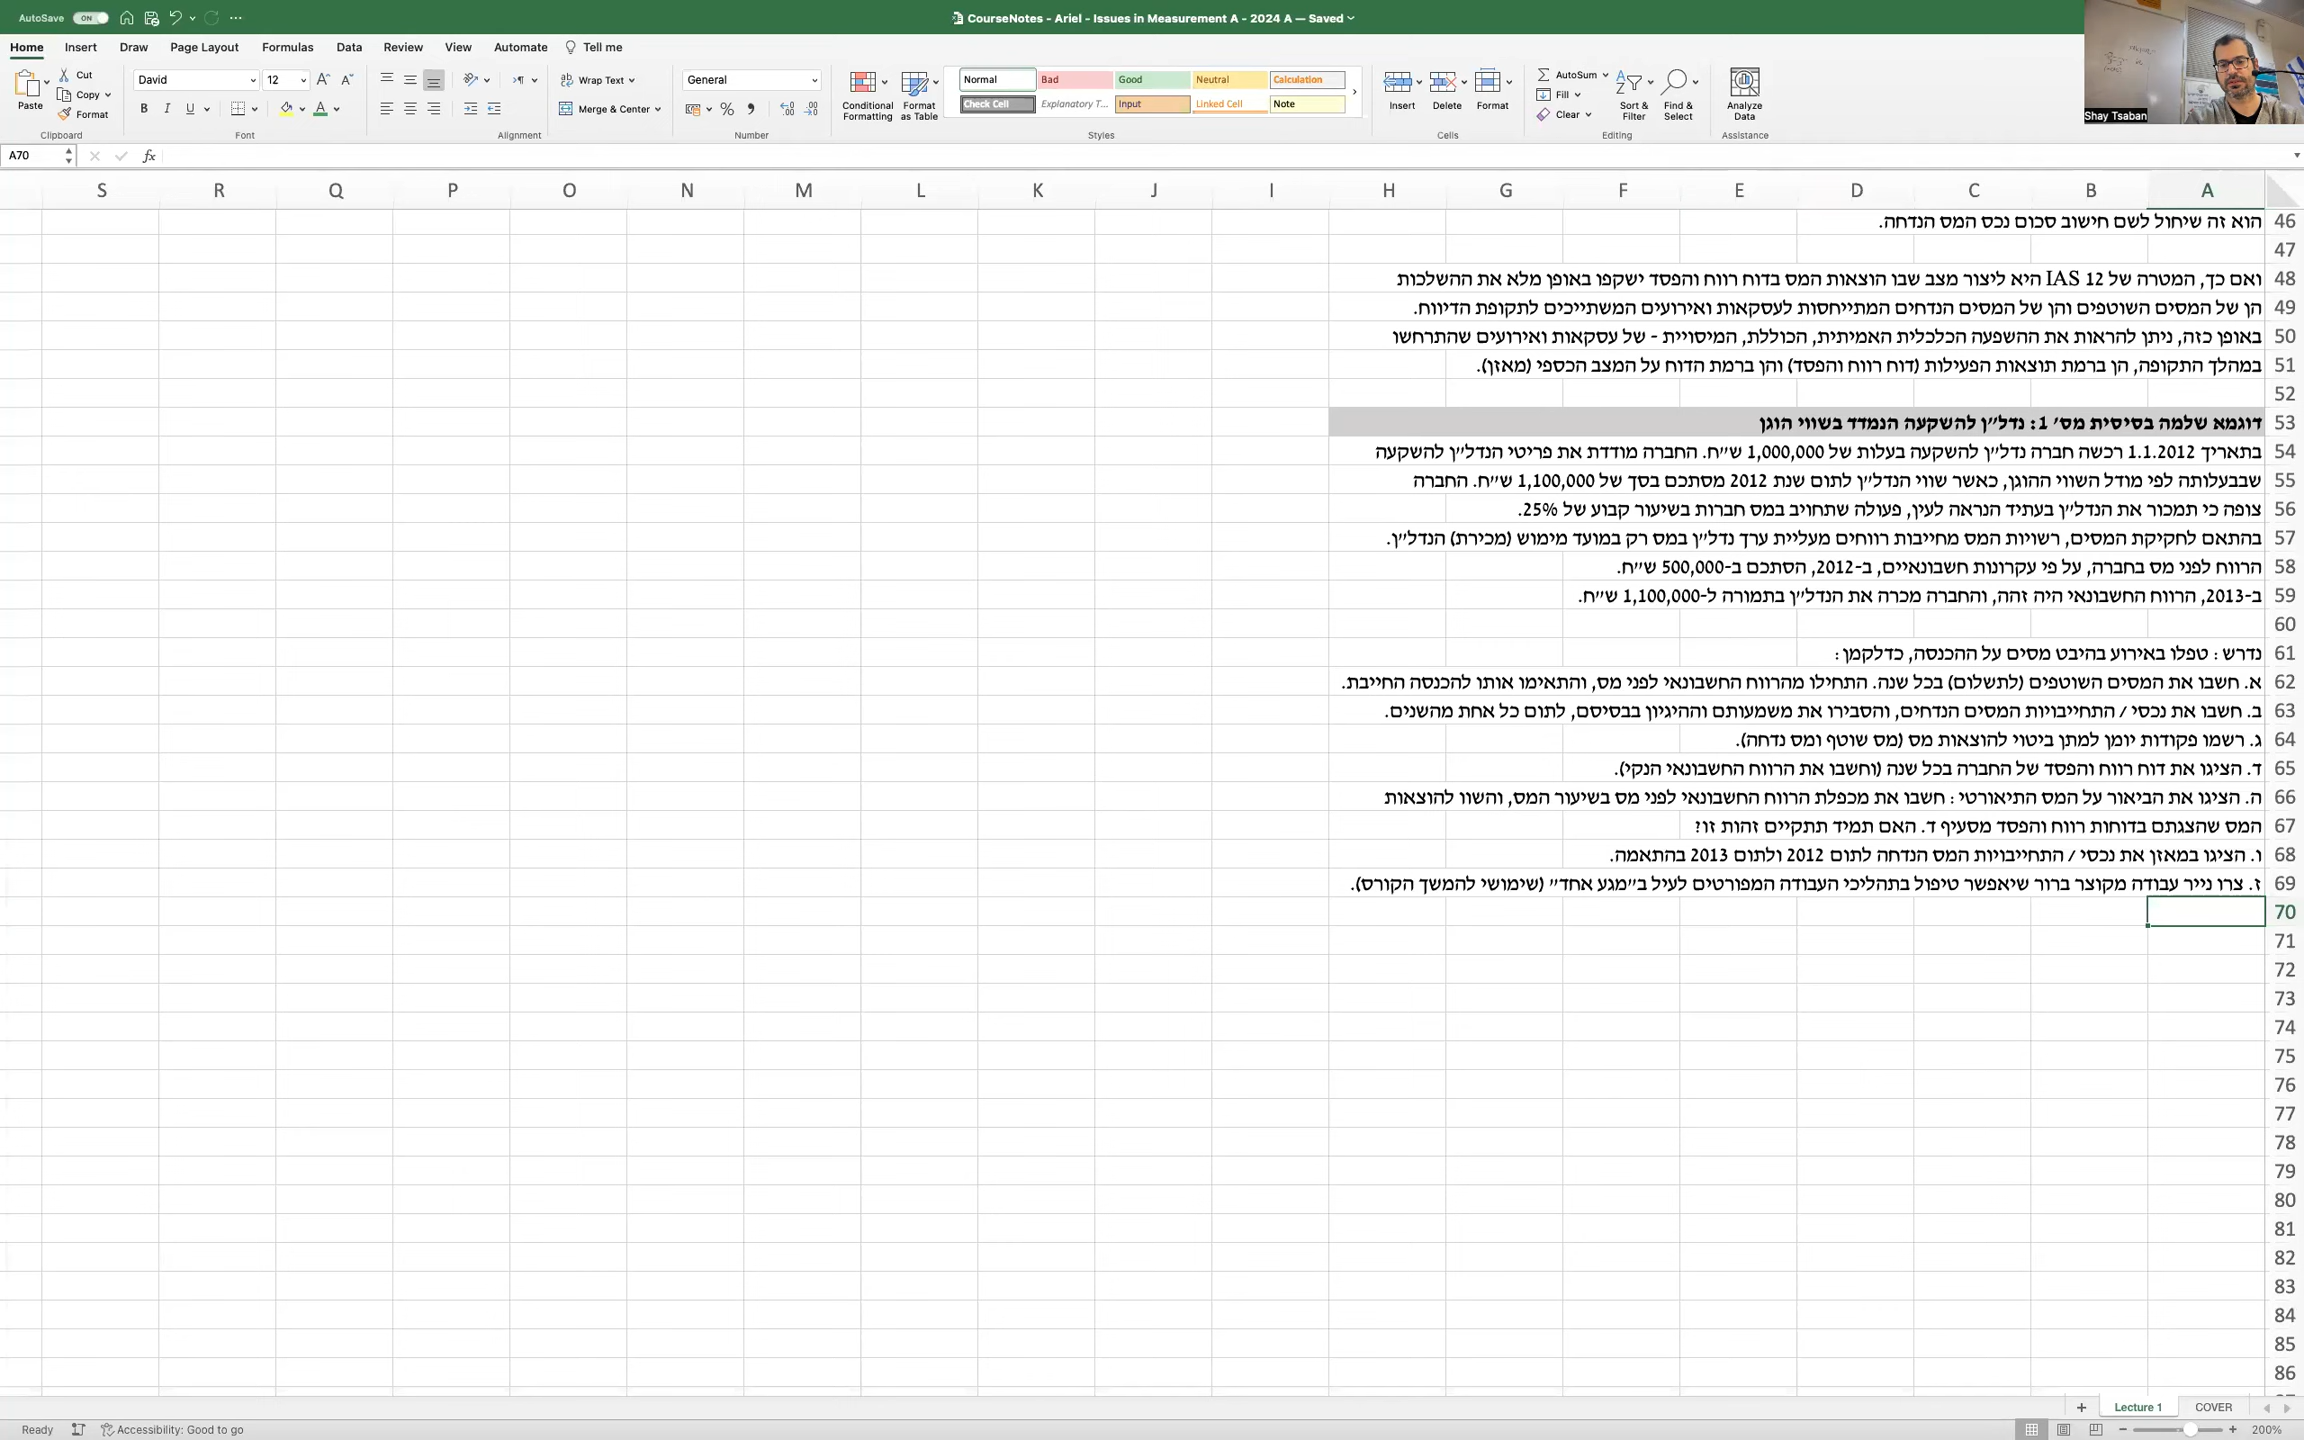 AutoSave ON
CourseNotes - Ariel - Issues in Measurement A - 2024 A — Saved
Home Insert Draw Page Layout Formulas Data Review View Automate Tell me
Paste Cut Copy Format
David 12
Wrap Text
Merge & Center
General
Conditional Formatting
Format as Table
Normal Bad Good Neutral Calculation
Check Cell Explanatory T... Input Linked Cell Note
Insert Delete Format
AutoSum Fill Clear
Sort & Filter
Find & Select
Analyze Data
Clipboard Font Alignment Number Styles Cells Editing Assistance
Shay Tsaban
A70 fx
S R Q P O N M L K J I H G F E D C B A
46 הוא זה שיחול לשם חישוב סכום נכס המס הנדחה.
47
48 ואם כך, המטרה של IAS 12 היא ליצור מצב שבו הוצאות המס בדוח רווח והפסד ישקפו באופן מלא את ההשלכות
49 הן של המסים השוטפים והן של המסים הנדחים המתייחסות לעסקאות ואירועים המשתייכים לתקופת הדיווח.
50 באופן כזה, ניתן להראות את ההשפעה הכלכלית האמיתית, הכוללת, המיסויית - של עסקאות ואירועים שהתרחשו
51 במהלך התקופה, הן ברמת תוצאות הפעילות (דוח רווח והפסד) והן ברמת הדוח על המצב הכספי (מאזן).
52
53 דוגמא שלמה בסיסית מס׳ 1: נדל״ן להשקעה הנמדד בשווי הוגן
54 בתאריך 1.1.2012 רכשה חברה נדל״ן להשקעה בעלות של 1,000,000 ש״ח. החברה מודדת את פריטי הנדל״ן להשקעה
55 שבבעלותה לפי מודל השווי ההוגן, כאשר שווי הנדל״ן לתום שנת 2012 מסתכם בסך של 1,100,000 ש״ח. החברה
56 צופה כי תמכור את הנדל״ן בעתיד הנראה לעין, פעולה שתחויב במס חברות בשיעור קבוע של 25%.
57 בהתאם לחקיקת המסים, רשויות המס מחייבות רווחים מעליית ערך נדל״ן במס רק במועד מימוש (מכירת) הנדל״ן.
58 הרווח לפני מס בחברה, על פי עקרונות חשבונאיים, ב-2012, הסתכם ב-500,000 ש״ח.
59 ב-2013, הרווח החשבונאי היה זהה, והחברה מכרה את הנדל״ן בתמורה ל-1,100,000 ש״ח.
60
61 נדרש: טפלו באירוע בהיבט מסים על ההכנסה, כדלקמן:
62 א. חשבו את המסים השוטפים (לתשלום) בכל שנה. התחילו מהרווח החשבונאי לפני מס, והתאימו אותו להכנסה החייבת.
63 ב. חשבו את נכסי / התחייבויות המסים הנדחים, והסבירו את משמעותם וההיגיון בבסיסם, לתום כל אחת מהשנים.
64 ג. רשמו פקודות יומן למתן ביטוי להוצאות מס (מס שוטף ומס נדחה).
65 ד. הציגו את דוח רווח והפסד של החברה בכל שנה (וחשבו את הרווח החשבונאי הנקי).
66 ה. הציגו את הביאור על המס התיאורטי: חשבו את מכפלת הרווח החשבונאי לפני מס בשיעור המס, והשוו להוצאות
67 המס שהצגתם בדוחות רווח והפסד מסעיף ד. האם תמיד תתקיים זהות זו?
68 ו. הציגו במאזן את נכסי / התחייבויות המס הנדחה לתום 2012 ולתום 2013 בהתאמה.
69 ז. צרו נייר עבודה מקוצר ברור שיאפשר טיפול בתהליכי העבודה המפורטים לעיל ב״מגע אחד״ (שימושי להמשך הקורס).
70
71
72
73
74
75
76
77
78
79
80
81
82
83
84
85
86
+ Lecture 1 COVER
Ready Accessibility: Good to go 200%